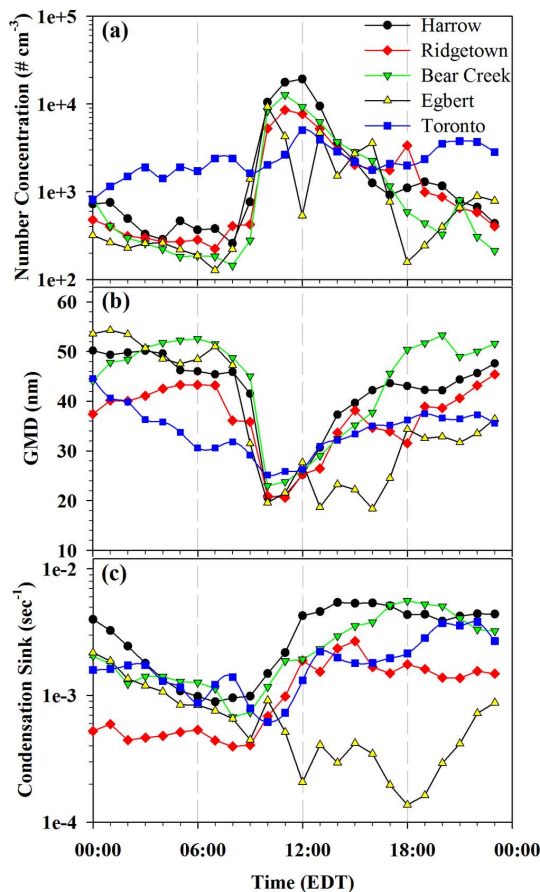 (a)
Harrow
Ridgetown
Bear Creek
Egbert
Toronto
Number Concentration (# cm-3)
1e+5
1e+4
1e+3
1e+2
(b)
GMD (nm)
60
50
40
30
20
10
(c)
Condensation Sink (sec-1)
1e-2
1e-3
1e-4
00:00 06:00 12:00 18:00 00:00
Time (EDT)